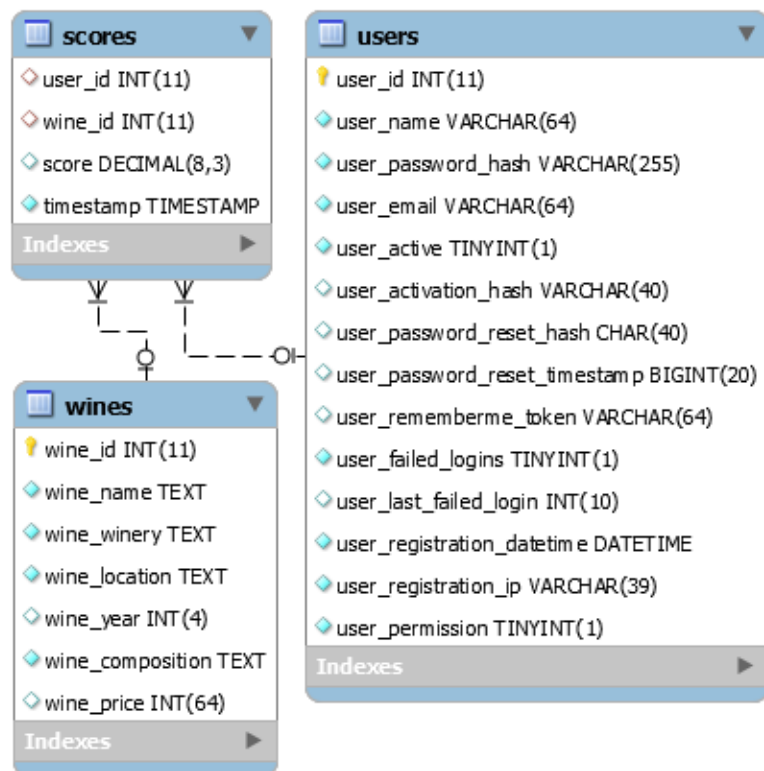 scores
user_id INT(11)
wine_id INT(11)
score DECIMAL(8,3)
timestamp TIMESTAMP
Indexes
users
user_id INT(11)
user_name VARCHAR(64)
user_password_hash VARCHAR(255)
user_email VARCHAR(64)
user_active TINYINT(1)
user_activation_hash VARCHAR(40)
user_password_reset_hash CHAR(40)
user_password_reset_timestamp BIGINT(20)
user_rememberme_token VARCHAR(64)
user_failed_logins TINYINT(1)
user_last_failed_login INT(10)
user_registration_datetime DATETIME
user_registration_ip VARCHAR(39)
user_permission TINYINT(1)
Indexes
wines
wine_id INT(11)
wine_name TEXT
wine_winery TEXT
wine_location TEXT
wine_year INT(4)
wine_composition TEXT
wine_price INT(64)
Indexes